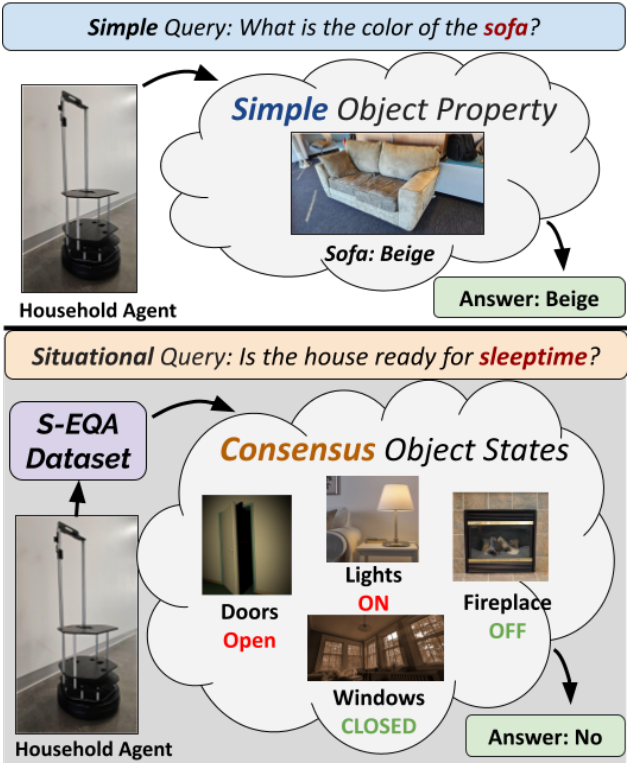 Simple Query: What is the color of the sofa?
Simple Object Property
Sofa: Beige
Household Agent
Answer: Beige
Situational Query: Is the house ready for sleeptime?
S-EQA
Dataset
Consensus Object States
Doors
Open
Lights
ON
Fireplace
OFF
Windows
CLOSED
Household Agent
Answer: No